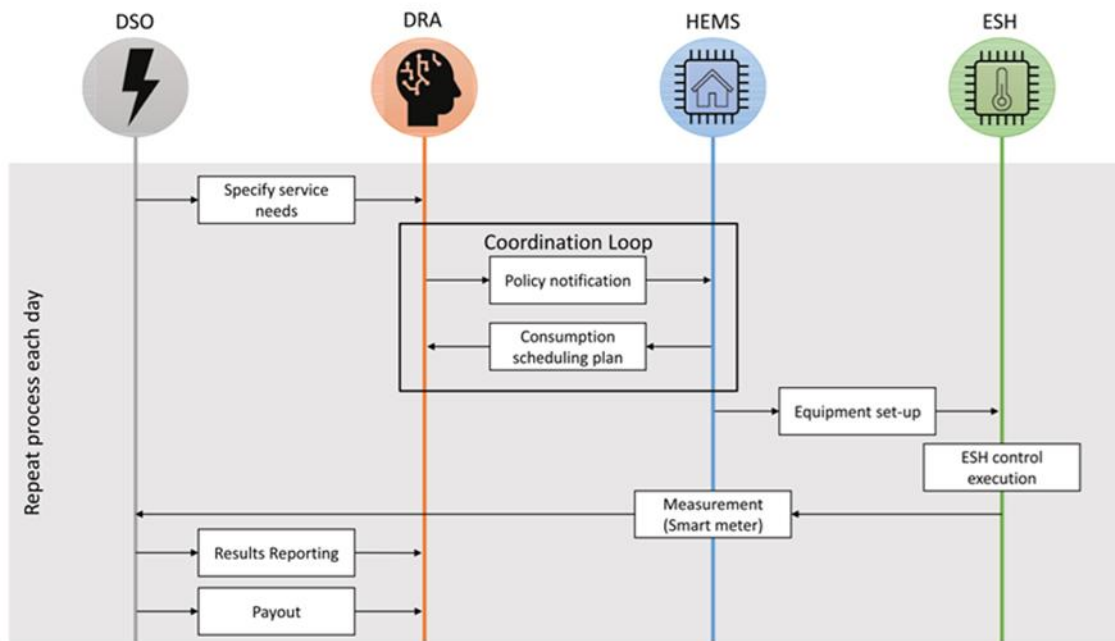 DSO
DRA
HEMS
ESH
Specify service
needs
Coordination Loop
Policy notification
Consumption
scheduling plan
Equipment set-up
ESH control
execution
Measurement
(Smart meter)
Results Reporting
Payout
Repeat process each day